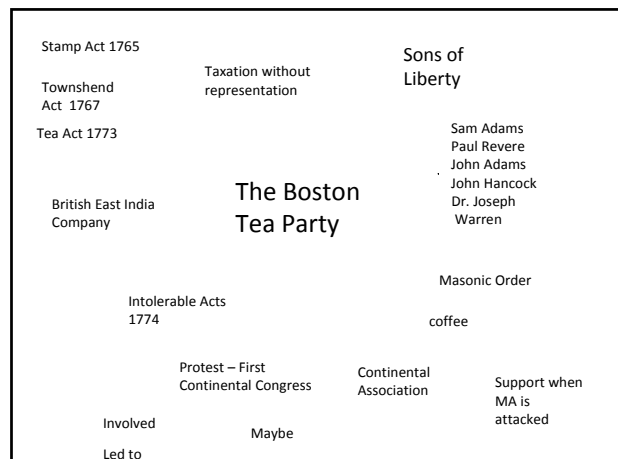 Stamp Act 1765
Townshend
Act 1767
Tea Act 1773
Taxation without
representation
Sons of
Liberty
Sam Adams
Paul Revere
John Adams
John Hancock
Dr. Joseph
Warren
British East India
Company
The Boston
Tea Party
Masonic Order
Intolerable Acts
1774
coffee
Protest – First
Continental Congress
Continental
Association
Support when
MA is
attacked
Involved
Maybe
Led to